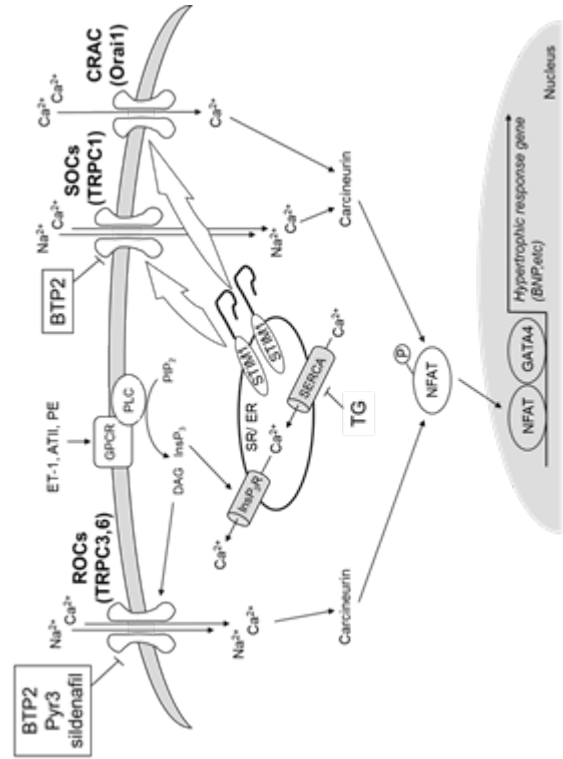 BTP2
Pyr3
sildenafil
Na²⁺
Ca²⁺
ROCs
(TRPC3,6)
ET-1, ATII, PE
GPCR
PLC
PIP₂
DAG
InsP₃
BTP2
Na²⁺
Ca²⁺
SOCs
(TRPC1)
Ca²⁺
Ca²⁺
CRAC
(Orai1)
Na²⁺
Ca²⁺
Ca²⁺
InsP₃R
SR/ ER
Ca²⁺
STIM1
STIM1
SERCA
Ca²⁺
TG
Na²⁺
Ca²⁺
Ca²⁺
Carcineurin
Carcineurin
P
NFAT
NFAT
GATA4
Hypertrophic response gene
(BNP,etc)
Nucleus